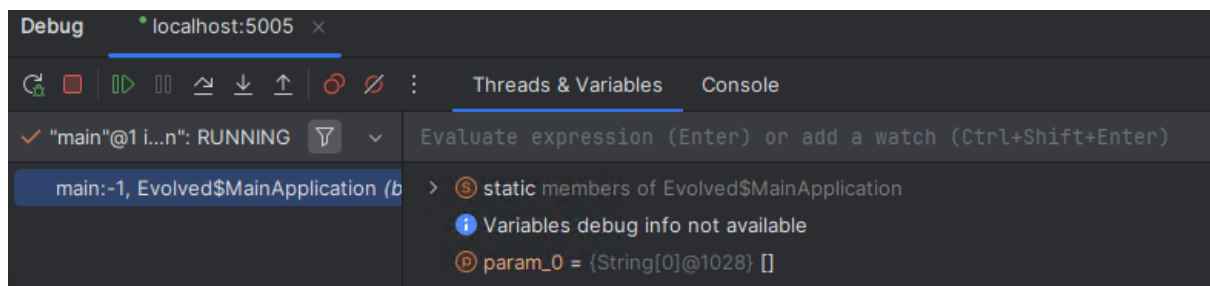 Debug localhost:5005
Threads & Variables Console
"main"@1 i...n": RUNNING Evaluate expression (Enter) or add a watch (Ctrl+Shift+Enter)
main:-1, Evolved$MainApplication (b static members of Evolved$MainApplication
Variables debug info not available
param_0 = {String[0]@1028} []